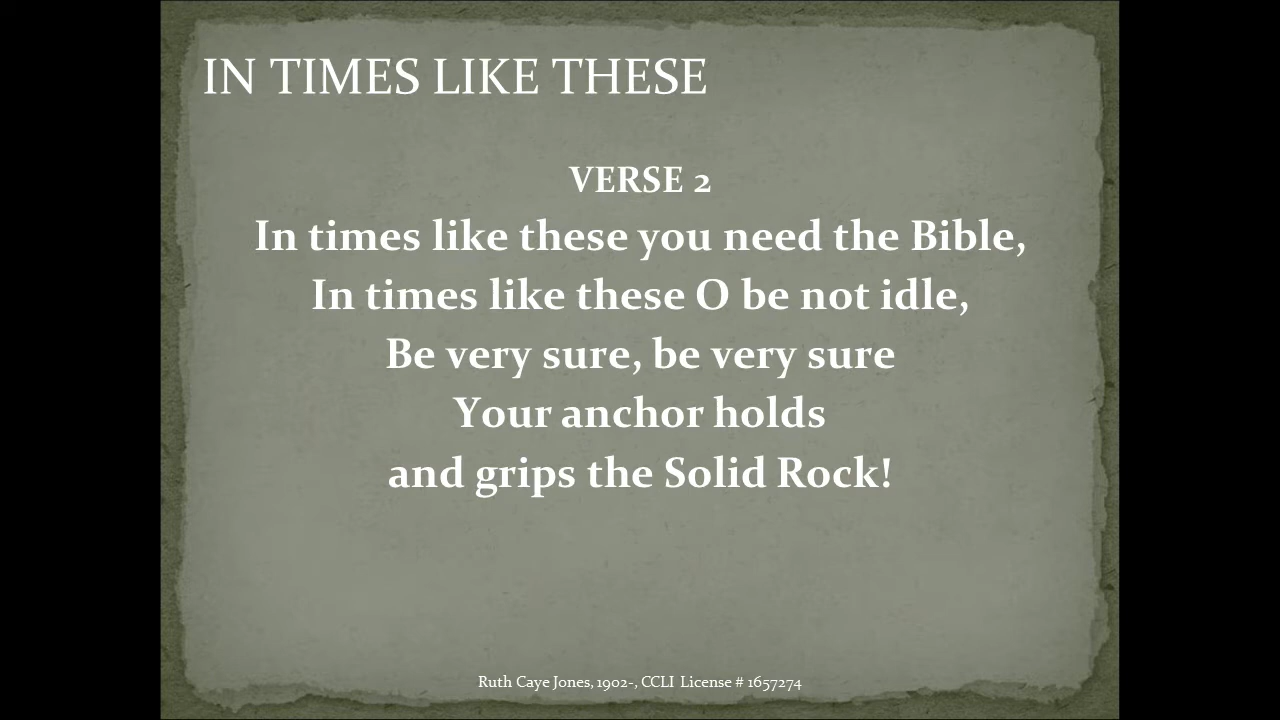 IN TIMES LIKE THESE
VERSE 2
In times like these you need the Bible,
In times like these O be not idle,
Be very sure, be very sure
Your anchor holds
and grips the Solid Rock!
Ruth Caye Jones, 1902-, CCLI License # 1657274